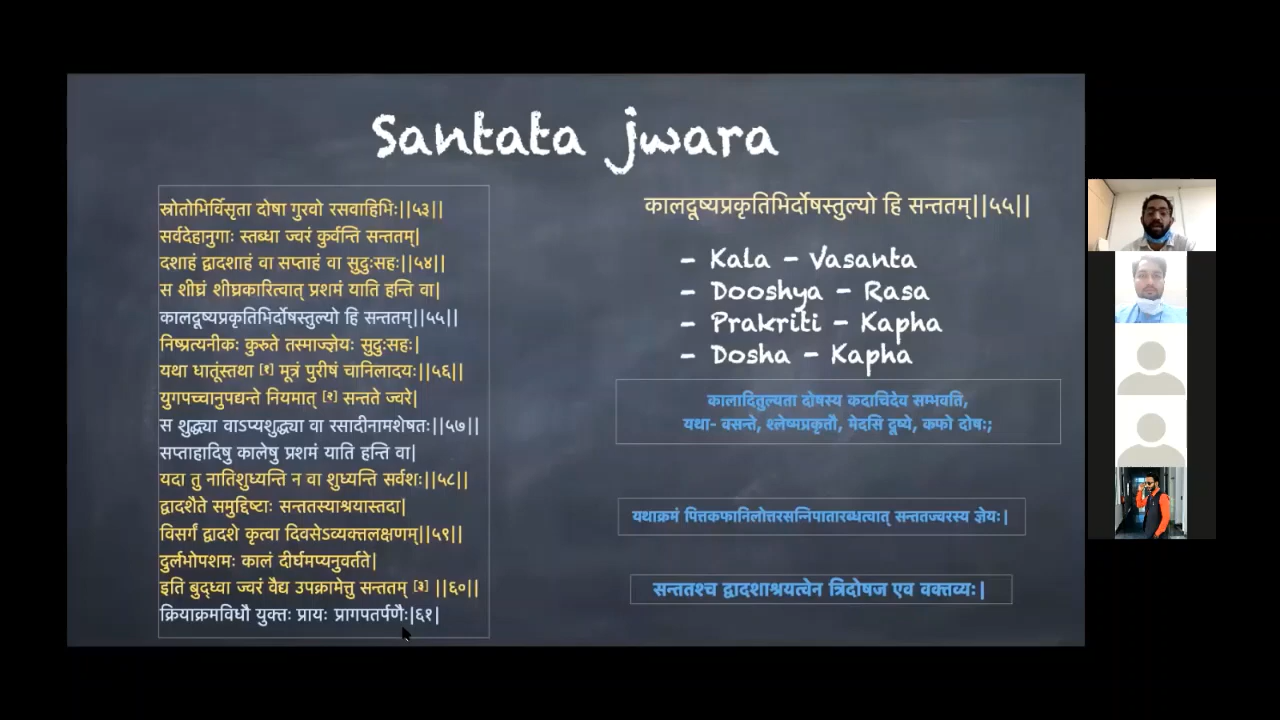 Santata jwara
स्रोतोभिर्विसृता दोषा गुरवो रसवाहिभिः||५३||
सर्वदेहानुगाः स्तब्धा ज्वरं कुर्वन्ति सन्ततम्|
दशाहं द्वादशाहं वा सप्ताहं वा सुदुःसहः||५४||
स शीघ्रं शीघ्रकारित्वात् प्रशमं याति हन्ति वा|
कालदूष्यप्रकृतिभिर्दोषस्तुल्यो हि सन्ततम्||५५||
निष्प्रत्यनीकः कुरुते तस्माज्ज्ञेयः सुदुःसहः|
यथा धातूंस्तथा [१] मूत्रं पुरीषं चानिलादयः||५६||
युगपच्चानुपद्यन्ते नियमात् [२] सन्तते ज्वरे|
स शुद्ध्या वाऽप्यशुद्ध्या वा रसादीनामशेषतः||५७||
सप्ताहादिषु कालेषु प्रशमं याति हन्ति वा|
यदा तु नातिशुध्यन्ति न वा शुध्यन्ति सर्वशः||५८||
द्वादशैते समुद्दिष्टाः सन्ततस्याश्रयास्तदा|
विसर्गं द्वादशे कृत्वा दिवसेऽव्यक्तलक्षणम्||५९||
दुर्लभोपशमः कालं दीर्घमप्यनुवर्तते|
इति बुद्ध्वा ज्वरं वैद्य उपक्रामेत्तु सन्ततम् [३] ||६०||
क्रियाक्रमविधौ युक्तः प्रायः प्रागपतर्पणैः|६१|
कालदूष्यप्रकृतिभिर्दोषस्तुल्यो हि सन्ततम्||५५||
- Kala - Vasanta
- Dooshya - Rasa
- Prakriti - Kapha
- Dosha - Kapha
कालादितुल्यता दोषस्य कदाचिदेव सम्भवति,
यथा- वसन्ते, श्लेष्मप्रकृतौ, मेदसि दूष्ये, कफो दोषः;
यथाक्रमं पित्तकफानिलोत्तरसन्निपातारब्धत्वात् सन्ततज्वरस्य ज्ञेयः|
सन्ततश्च द्वादशाश्रयत्वेन त्रिदोषज एव वक्तव्यः|